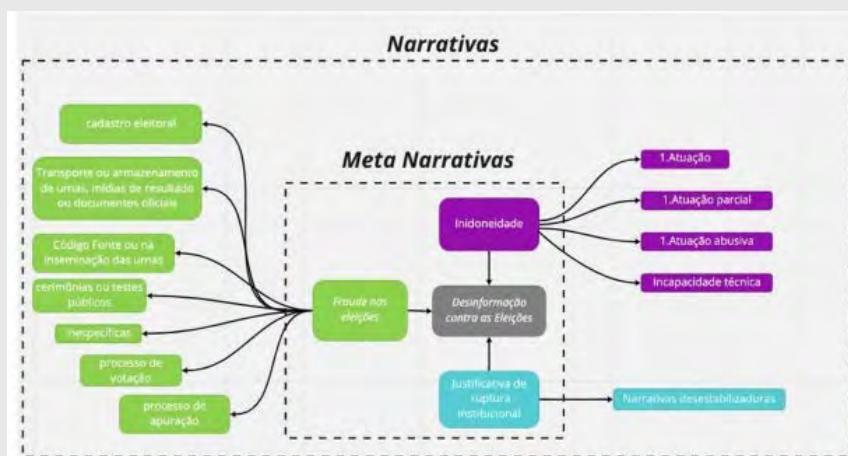 Narrativas
cadastro eleitoral
Transporte ou armazenamento
de urnas, mídias de resultado
ou documentos oficiais
Código Fonte ou na
inseminação das urnas
cerimônias ou testes
públicos
inespecíficas
processo de
votação
processo de
apuração
Meta Narrativas
Fraude nas
eleições
Inidoneidade
Desinformação
contra as Eleições
Justificativa de
ruptura
institucional
1.Atuação
1.Atuação parcial
1.Atuação abusiva
Incapacidade técnica
Narrativas desestabilizadoras